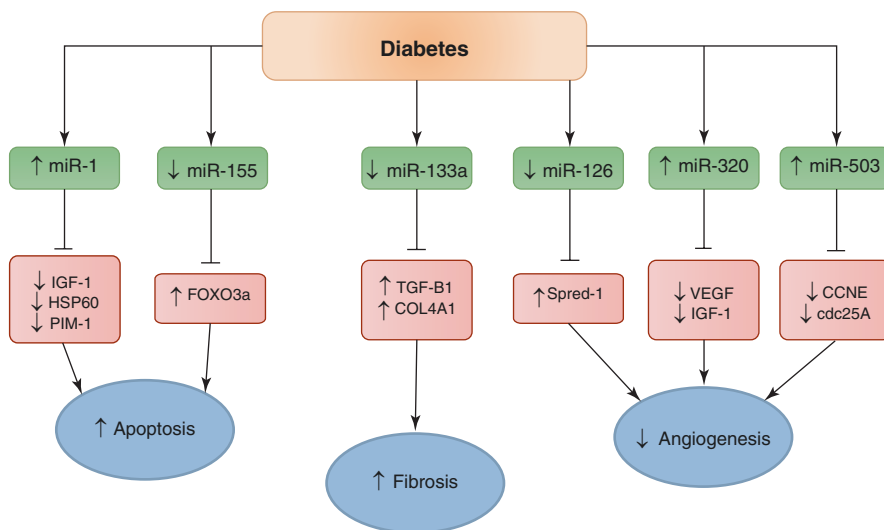 Diabetes
↑ miR-1
↓ miR-155
↓ miR-133a
↓ miR-126
↑ miR-320
↑ miR-503
↓ IGF-1
↓ HSP60
↓ PIM-1
↑ FOXO3a
↑ TGF-B1
↑ COL4A1
↑ Spred-1
↓ VEGF
↓ IGF-1
↓ CCNE
↓ cdc25A
↑ Apoptosis
↑ Fibrosis
↓ Angiogenesis